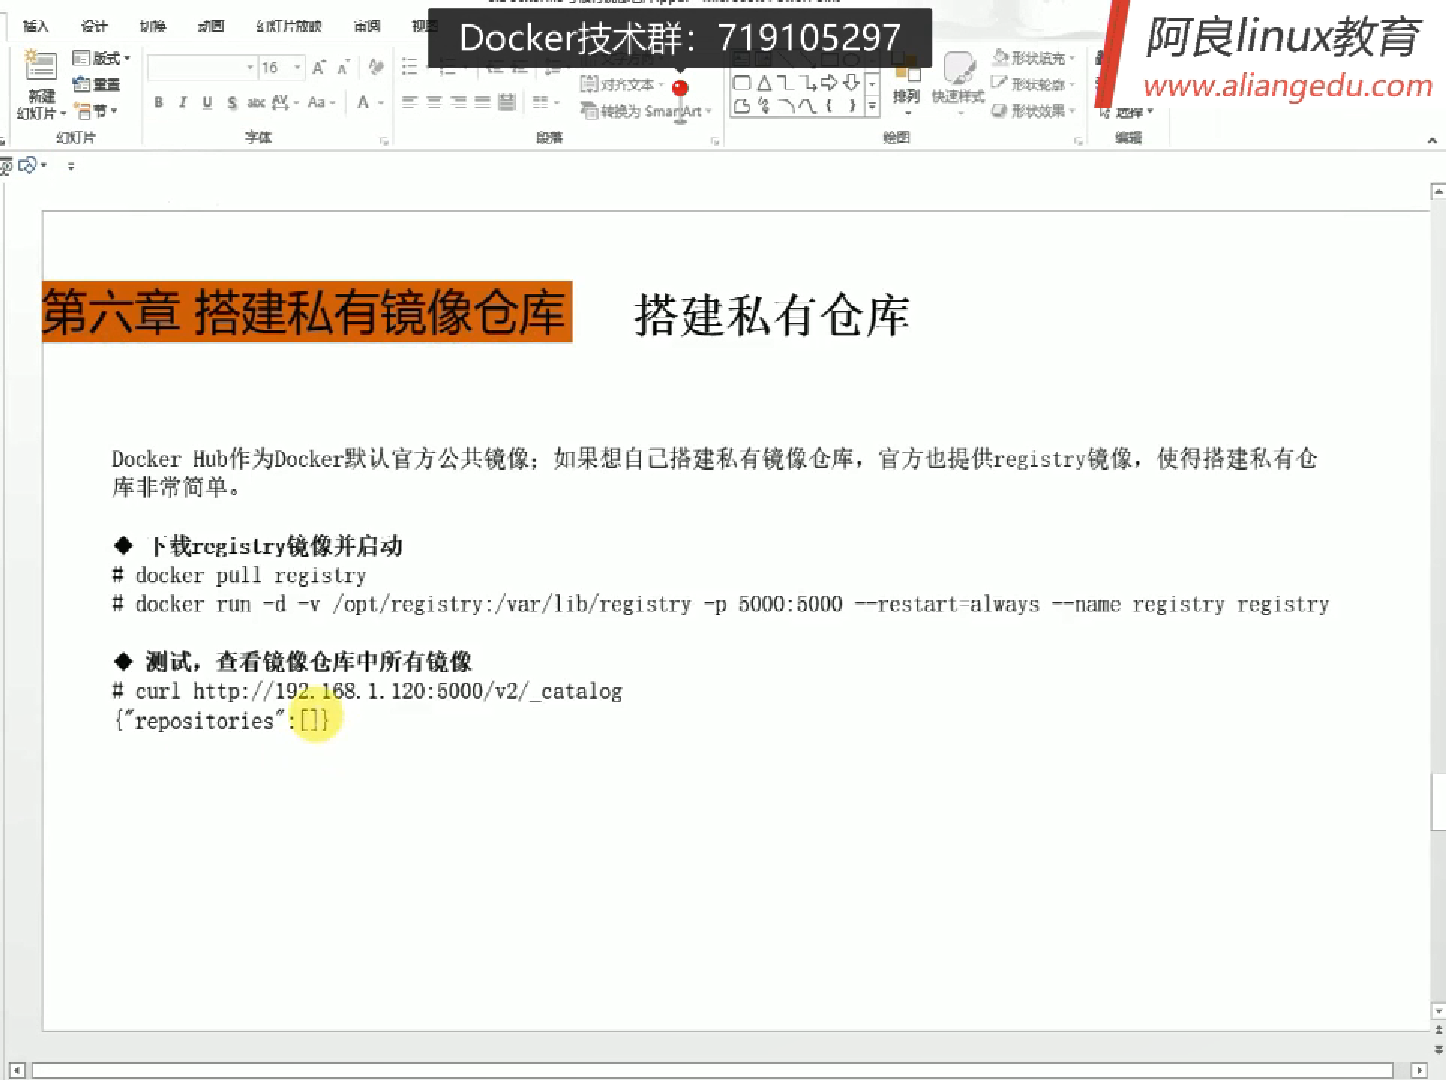 插入 设计 切换 动画 幻灯片放映 审阅 视图
Docker技术群：719105297
阿良linux教育
www.aliangedu.com
新建
幻灯片
版式
重置
节
幻灯片
16
B I U S abc AV Aa A
字体
对齐文本
转换为 SmartArt
段落
排列
快速样式
形状填充
形状轮廓
形状效果
绘图
选择
编辑
第六章 搭建私有镜像仓库
搭建私有仓库
Docker Hub作为Docker默认官方公共镜像；如果想自己搭建私有镜像仓库，官方也提供registry镜像，使得搭建私有仓
库非常简单。
◆ 下载registry镜像并启动
# docker pull registry
# docker run -d -v /opt/registry:/var/lib/registry -p 5000:5000 --restart=always --name registry registry
◆ 测试，查看镜像仓库中所有镜像
# curl http://192.168.1.120:5000/v2/_catalog
{"repositories":[]}